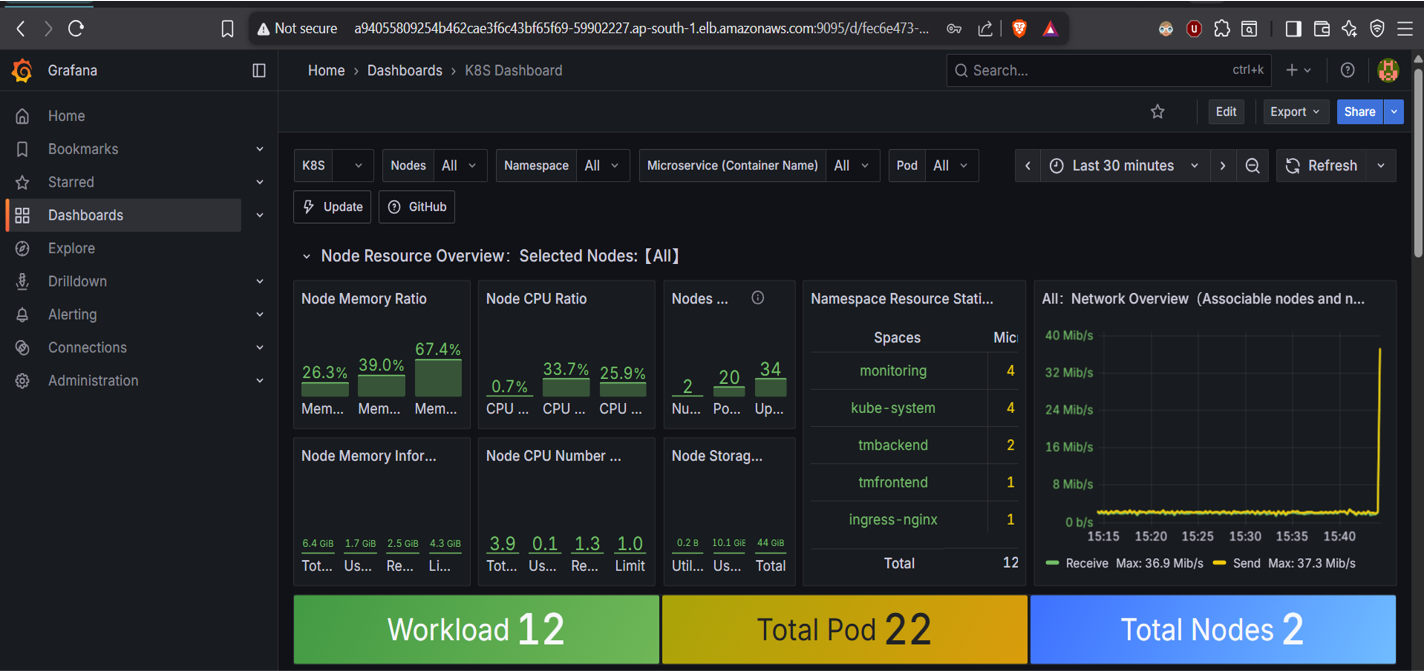 Not secure a94055809254b462cae3f6c43bf65f69-59902227.ap-south-1.elb.amazonaws.com:9095/d/fec6e473-...
Grafana
Home › Dashboards › K8S Dashboard
Search... ctrl+k
Home
Bookmarks
Starred
Dashboards
Explore
Drilldown
Alerting
Connections
Administration
Edit Export Share
K8S Nodes All Namespace All Microservice (Container Name) All Pod All Last 30 minutes Refresh
Update GitHub
Node Resource Overview：Selected Nodes:【All】
Node Memory Ratio
26.3% 39.0% 67.4%
Mem... Mem... Mem...
Node CPU Ratio
0.7% 33.7% 25.9%
CPU ... CPU ... CPU ...
Nodes ...
2 20 34
Nu... Po... Up...
Node Memory Infor...
6.4 GiB 1.7 GiB 2.5 GiB 4.3 GiB
Tot... Us... Re... Li...
Node CPU Number ...
3.9 0.1 1.3 1.0
Tot... Us... Re... Limit
Node Storag...
0.2 B 10.1 GiE 44 GiB
Util... Us... Total
Namespace Resource Stati...
Spaces Micr
monitoring 4
kube-system 4
tmbackend 2
tmfrontend 1
ingress-nginx 1
Total 12
All：Network Overview（Associable nodes and n...
40 Mib/s
32 Mib/s
24 Mib/s
16 Mib/s
8 Mib/s
0 b/s
15:15 15:20 15:25 15:30 15:35 15:40
Receive Max: 36.9 Mib/s Send Max: 37.3 Mib/s
Workload 12
Total Pod 22
Total Nodes 2